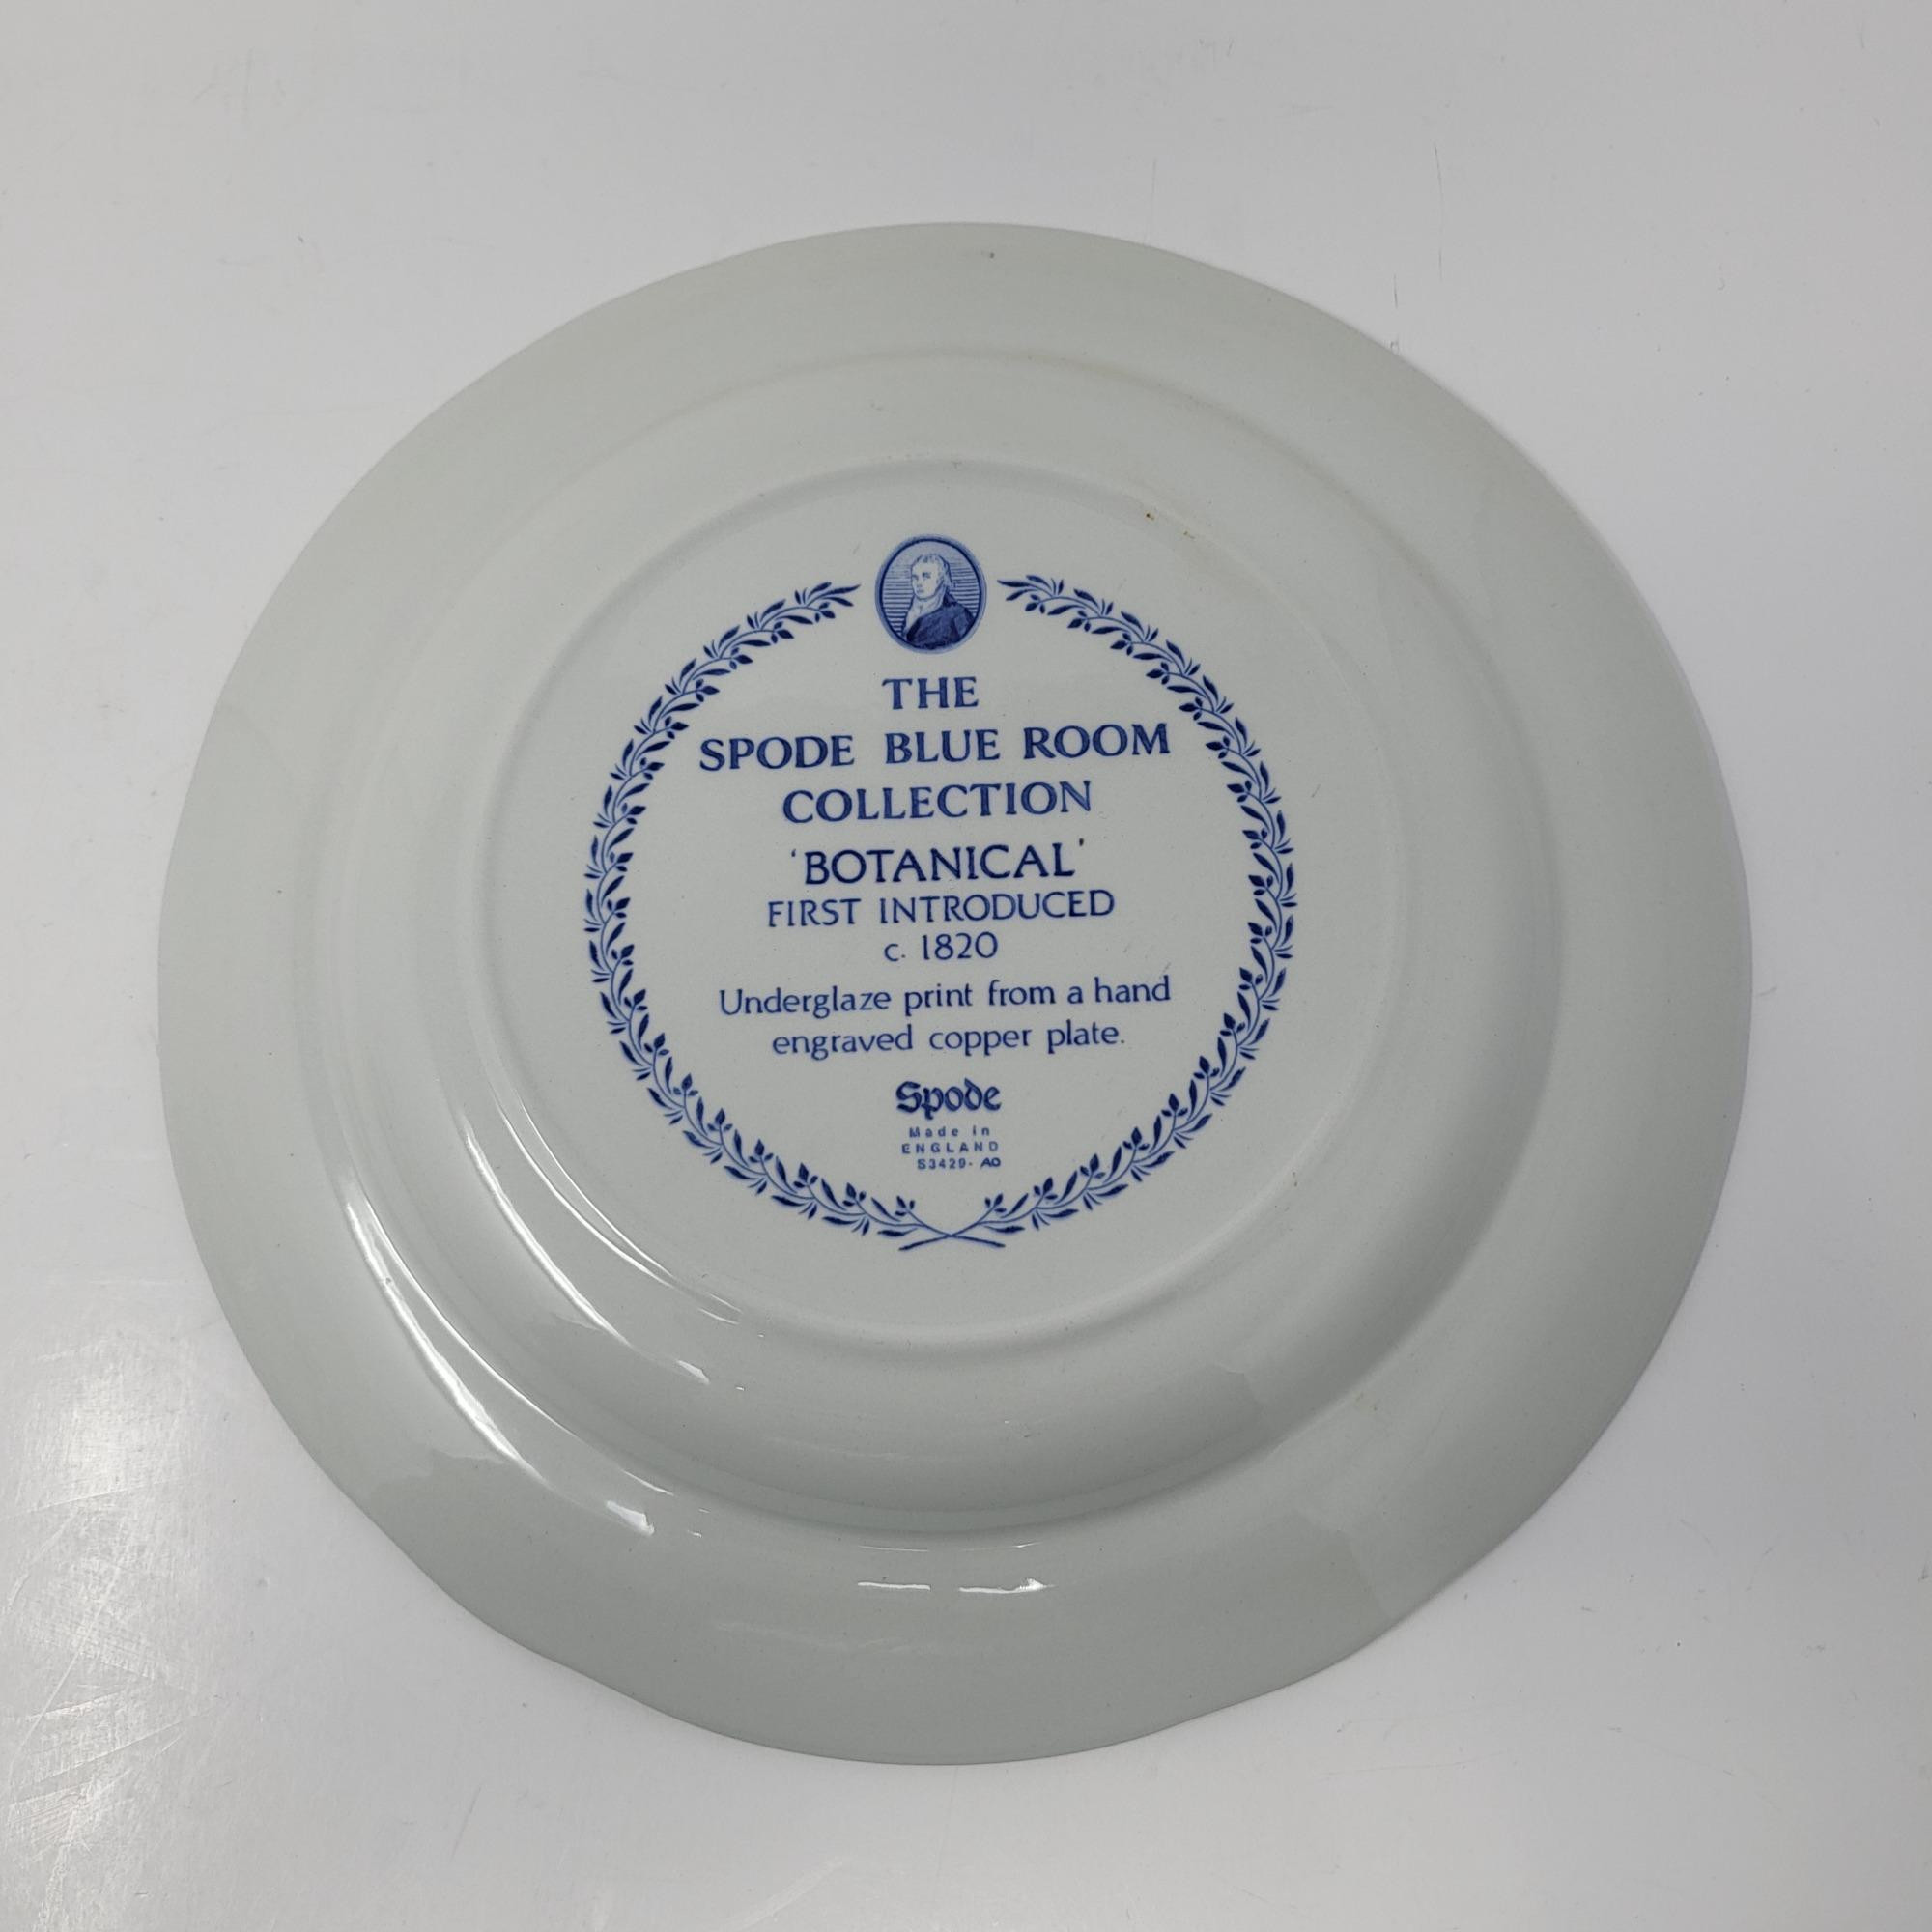 THE
SPODE BLUE ROOM
COLLECTION
'BOTANICAL'
FIRST INTRODUCED
c. 1820
Underglaze print from a hand
engraved copper plate.
Spode
Made in
ENGLAND
S3429- AO